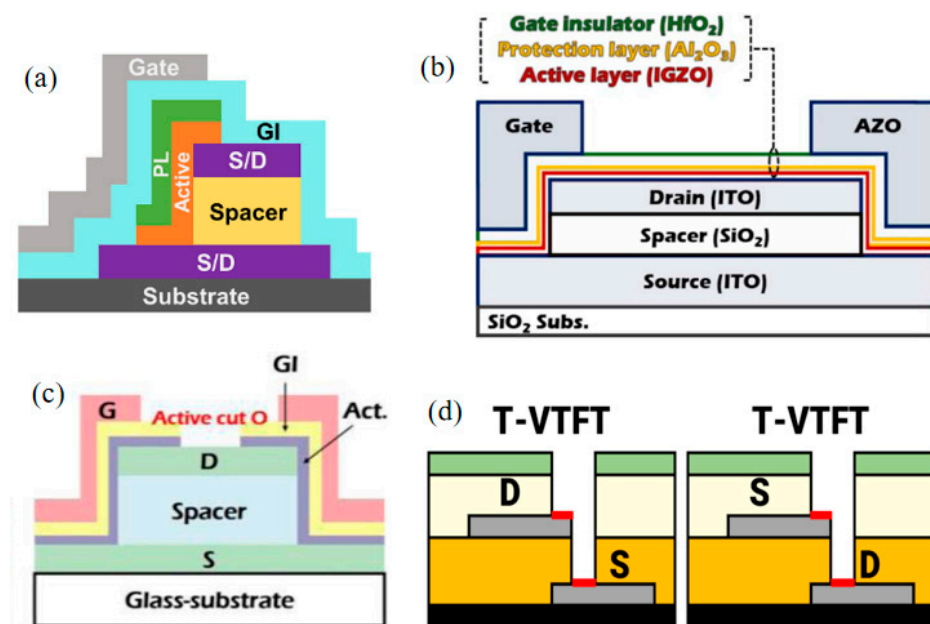 (a)
Gate
PL
Active
GI
S/D
Spacer
S/D
Substrate
(b)
Gate insulator (HfO₂)
Protection layer (Al₂O₃)
Active layer (IGZO)
Gate
AZO
Drain (ITO)
Spacer (SiO₂)
Source (ITO)
SiO₂ Subs.
(c)
GI
G
Active cut O
Act.
D
Spacer
S
Glass-substrate
(d)
T-VTFT
T-VTFT
D
S
S
D